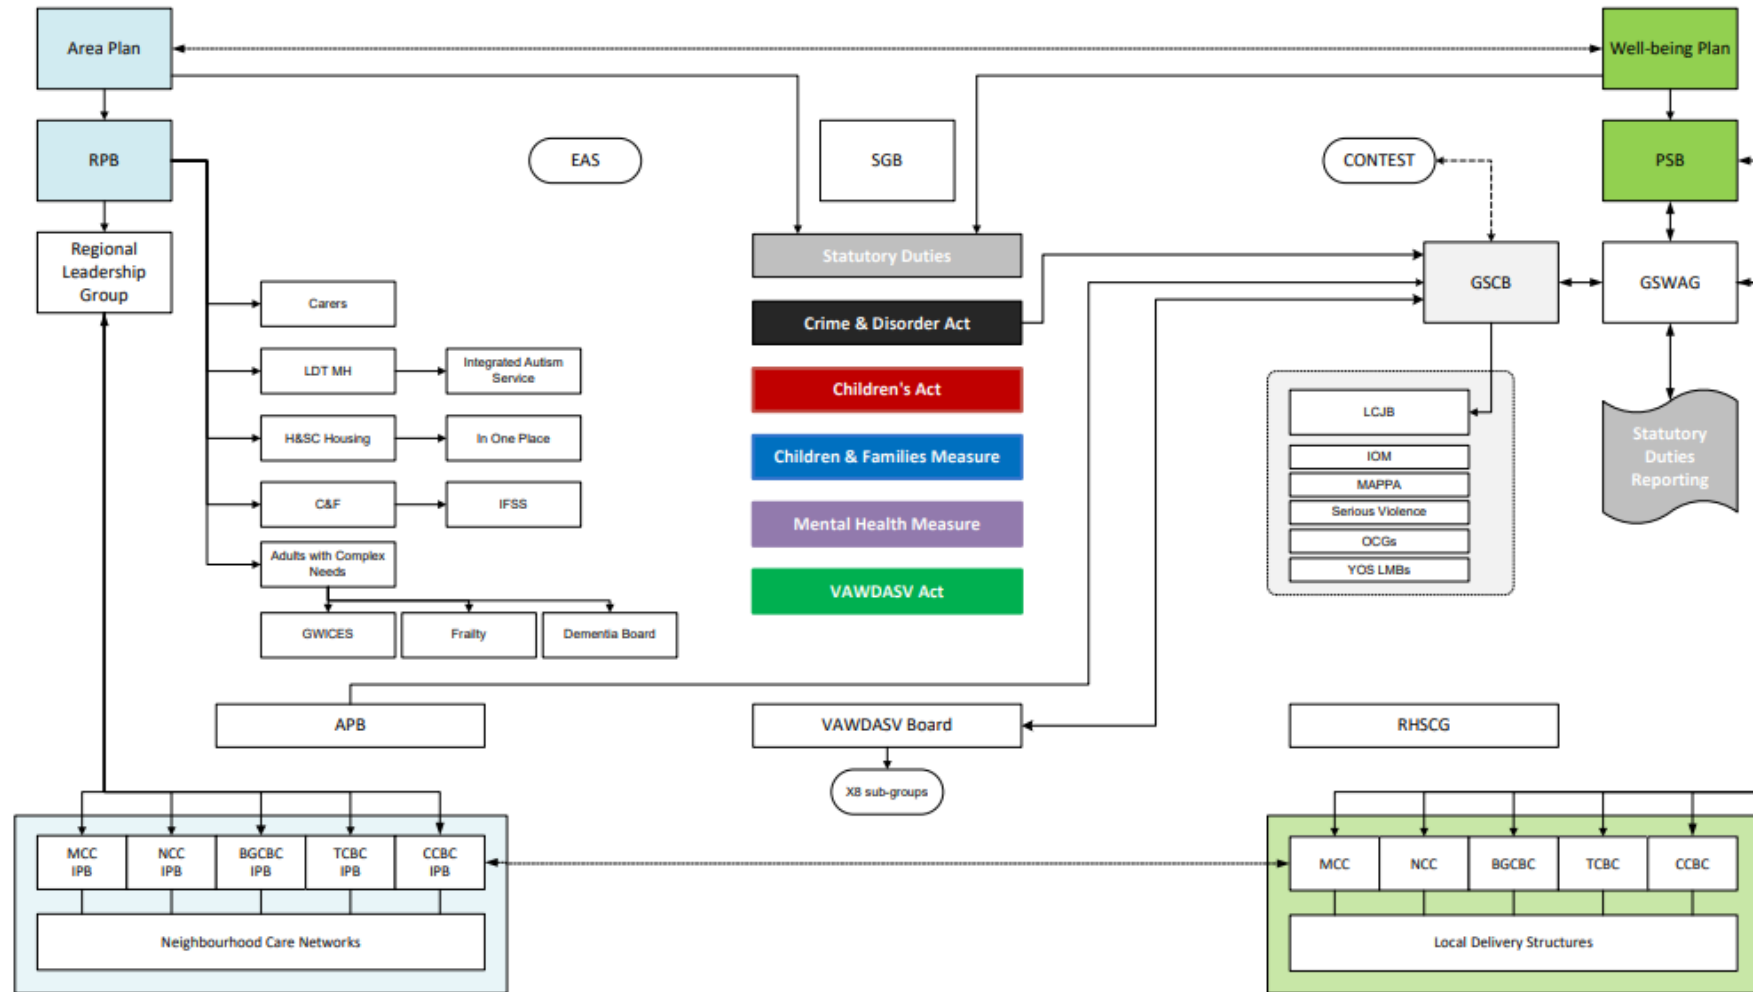 Area Plan
Well-being Plan
RPB
EAS
SGB
CONTEST
PSB
Regional
Leadership
Group
Statutory Duties
GSCB
GSWAG
Carers
Crime & Disorder Act
LDT MH
Integrated Autism
Service
Children's Act
LCJB
H&SC Housing
In One Place
Children & Families Measure
IOM
MAPPA
Serious Violence
OCGs
YOS LMBs
Statutory
Duties
Reporting
C&F
IFSS
Mental Health Measure
Adults with Complex
Needs
VAWDASV Act
GWICES
Frailty
Dementia Board
APB
VAWDASV Board
RHSCG
X8 sub-groups
MCC
IPB
NCC
IPB
BGCBC
IPB
TCBC
IPB
CCBC
IPB
MCC
NCC
BGCBC
TCBC
CCBC
Neighbourhood Care Networks
Local Delivery Structures